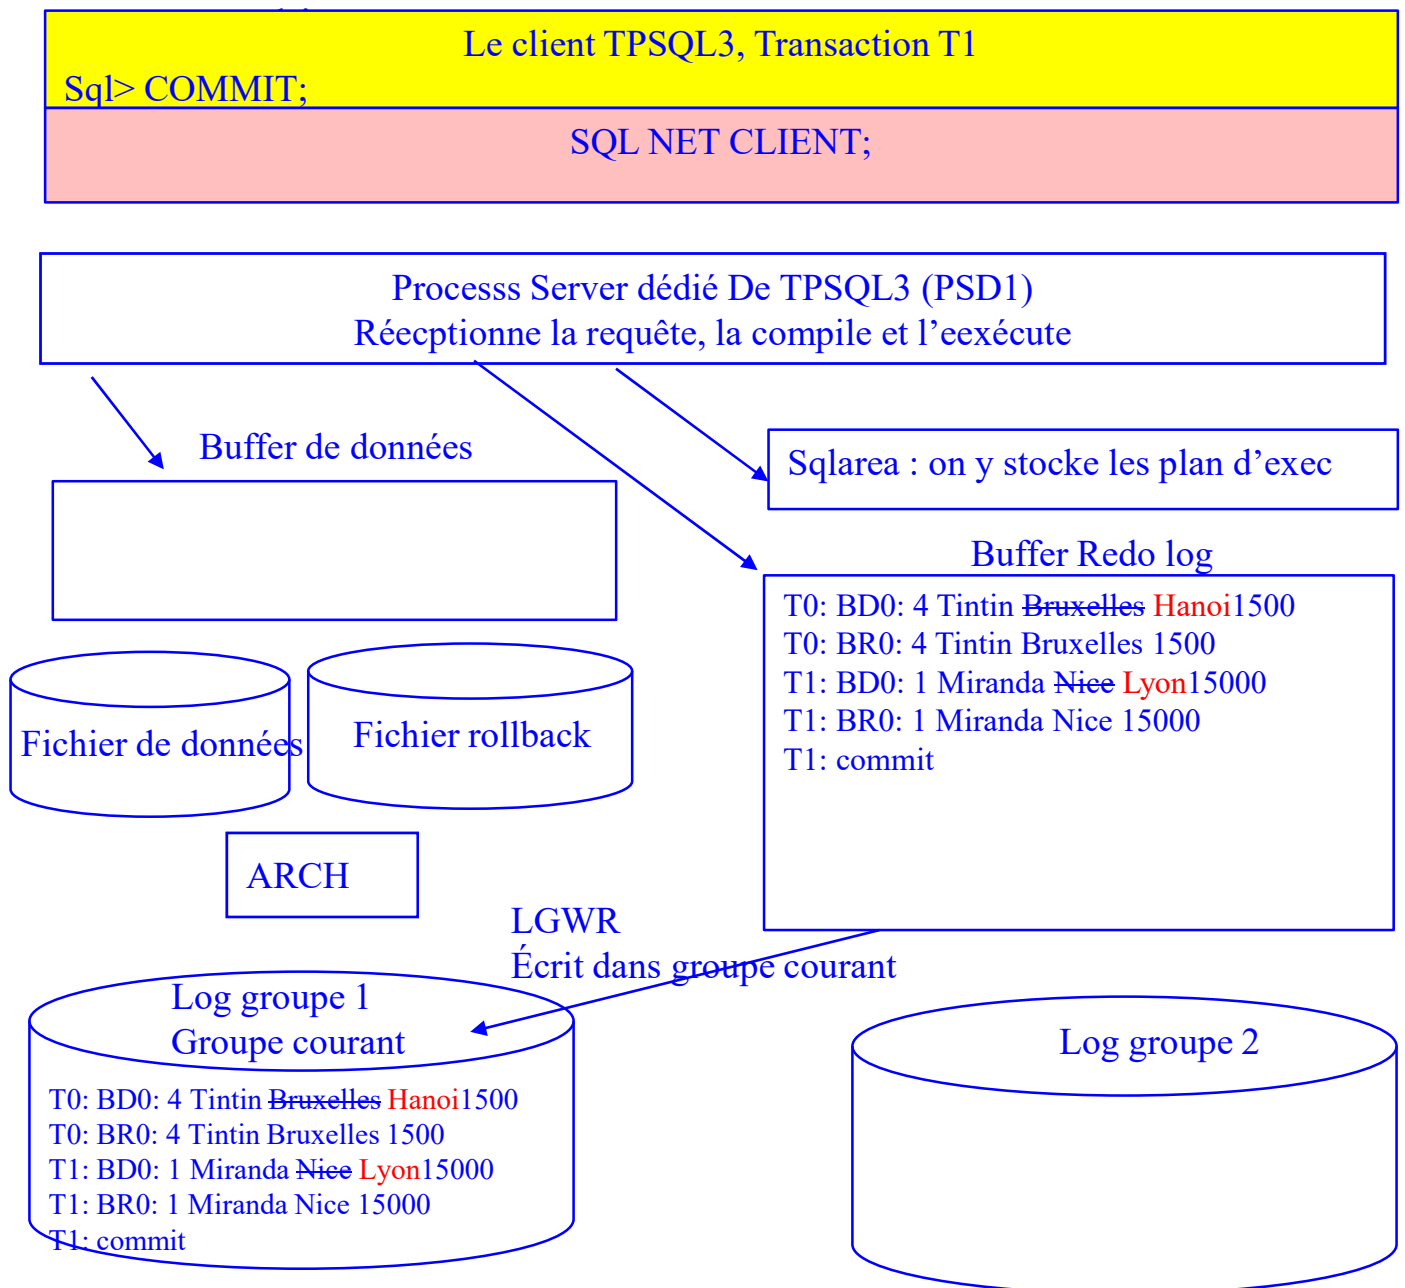 Le client TPSQL3, Transaction T1
Sql> COMMIT;
SQL NET CLIENT;
Processs Server dédié De TPSQL3 (PSD1)
Réecptionne la requête, la compile et l’eexécute
Buffer de données
Sqlarea : on y stocke les plan d’exec
Buffer Redo log
T0: BD0: 4 Tintin Bruxelles Hanoi1500
T0: BR0: 4 Tintin Bruxelles 1500
T1: BD0: 1 Miranda Nice Lyon15000
T1: BR0: 1 Miranda Nice 15000
T1: commit
Fichier de données
Fichier rollback
ARCH
LGWR
Écrit dans groupe courant
Log groupe 1
Groupe courant
T0: BD0: 4 Tintin Bruxelles Hanoi1500
T0: BR0: 4 Tintin Bruxelles 1500
T1: BD0: 1 Miranda Nice Lyon15000
T1: BR0: 1 Miranda Nice 15000
T1: commit
Log groupe 2